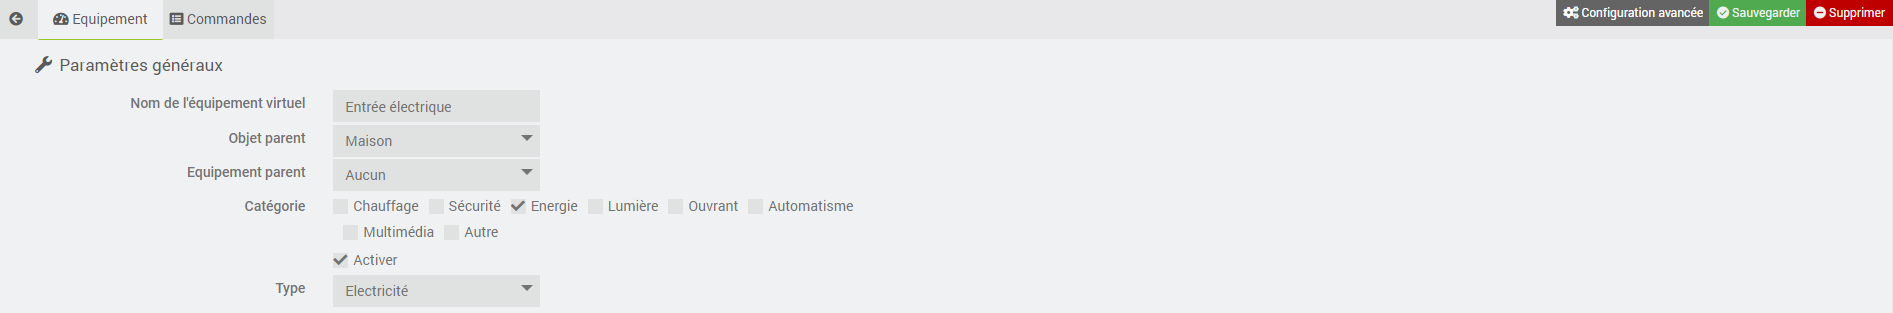 Equipement Commandes Configuration avancée Sauvegarder Supprimer
Paramètres généraux
Nom de l'équipement virtuel Entrée électrique
Objet parent Maison
Equipement parent Aucun
Catégorie Chauffage Sécurité Energie Lumière Ouvrant Automatisme
Multimédia Autre
Activer
Type Electricité